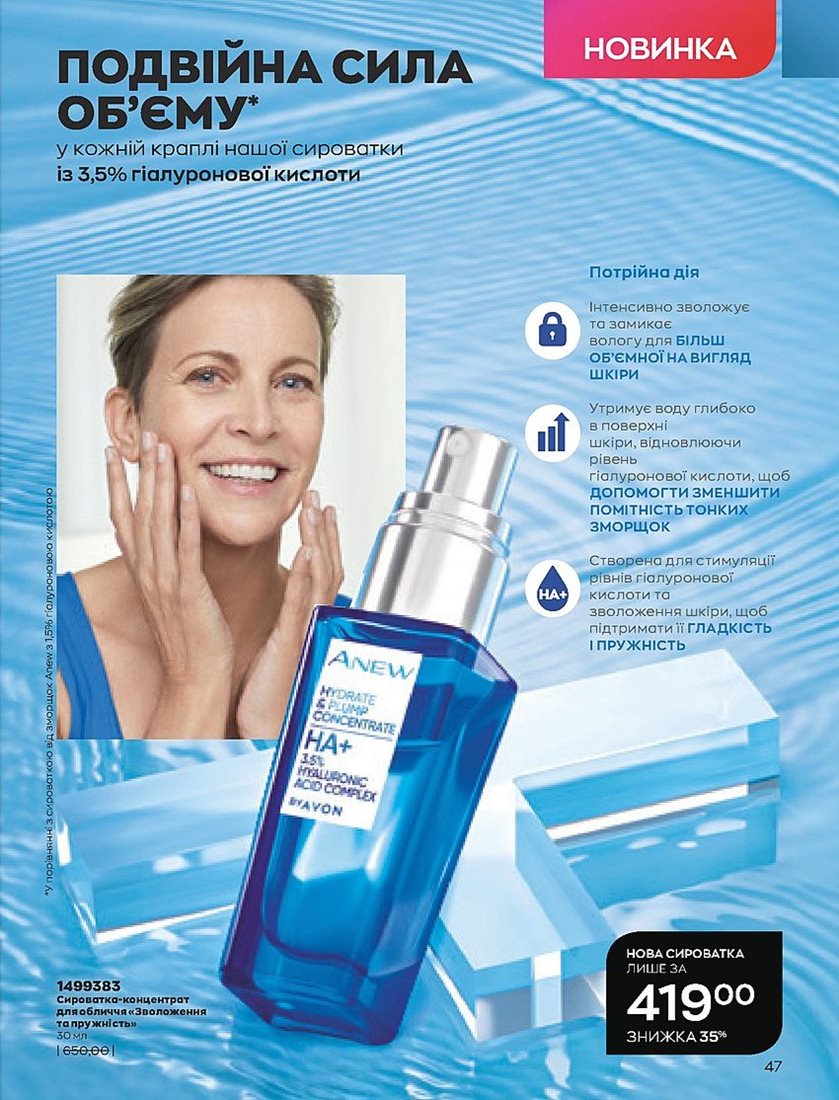 НОВИНКА
ПОДВІЙНА СИЛА
ОБ’ЄМУ*
у кожній краплі нашої сироватки
із 3,5% гіалуронової кислоти
Потрійна дія
Інтенсивно зволожує
та замикає
вологу для БІЛЬШ
ОБ’ЄМНОЇ НА ВИГЛЯД
ШКІРИ
Утримує воду глибоко
в поверхні
шкіри, відновлюючи
рівень
гіалуронової кислоти, щоб
ДОПОМОГТИ ЗМЕНШИТИ
ПОМІТНІСТЬ ТОНКИХ
ЗМОРЩОК
HA+
Створена для стимуляції
рівнів гіалуронової
кислоти та
зволоження шкіри, щоб
підтримати її ГЛАДКІСТЬ
І ПРУЖНІСТЬ
*У порівнянні з сироваткою від зморщок Anew з 1,5% гіалуроновою кислотою
ANEW
HYDRATE
& PLUMP
CONCENTRATE
HA+
3.5%
HYALURONIC
ACID COMPLEX
BY AVON
1499383
Сироватка-концентрат
для обличчя «Зволоження
та пружність»
30 мл
| 650,00 |
НОВА СИРОВАТКА
ЛИШЕ ЗА
419⁰⁰
ЗНИЖКА 35%
47